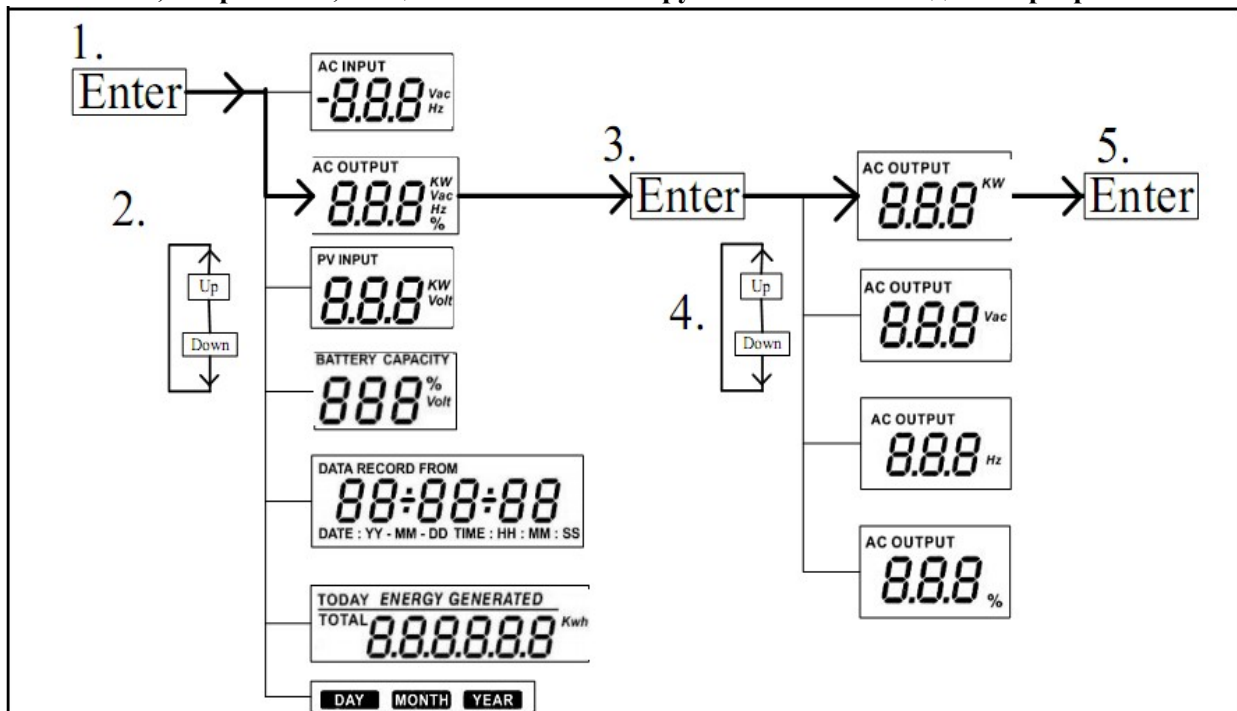 1.
Enter
AC INPUT
-8.8.8 Vac
Hz
AC OUTPUT
8.8.8 KW
Vac
Hz
%
2.
Up
Down
PV INPUT
8.8.8 KW
Volt
BATTERY CAPACITY
888 %
Volt
DATA RECORD FROM
88:88:88
DATE : YY - MM - DD TIME : HH : MM : SS
TODAY ENERGY GENERATED
TOTAL 8.8.8.8.8.8 Kwh
DAY MONTH YEAR
3.
Enter
4.
Up
Down
AC OUTPUT
8.8.8 KW
AC OUTPUT
8.8.8 Vac
AC OUTPUT
8.8.8 Hz
AC OUTPUT
8.8.8 %
5.
Enter